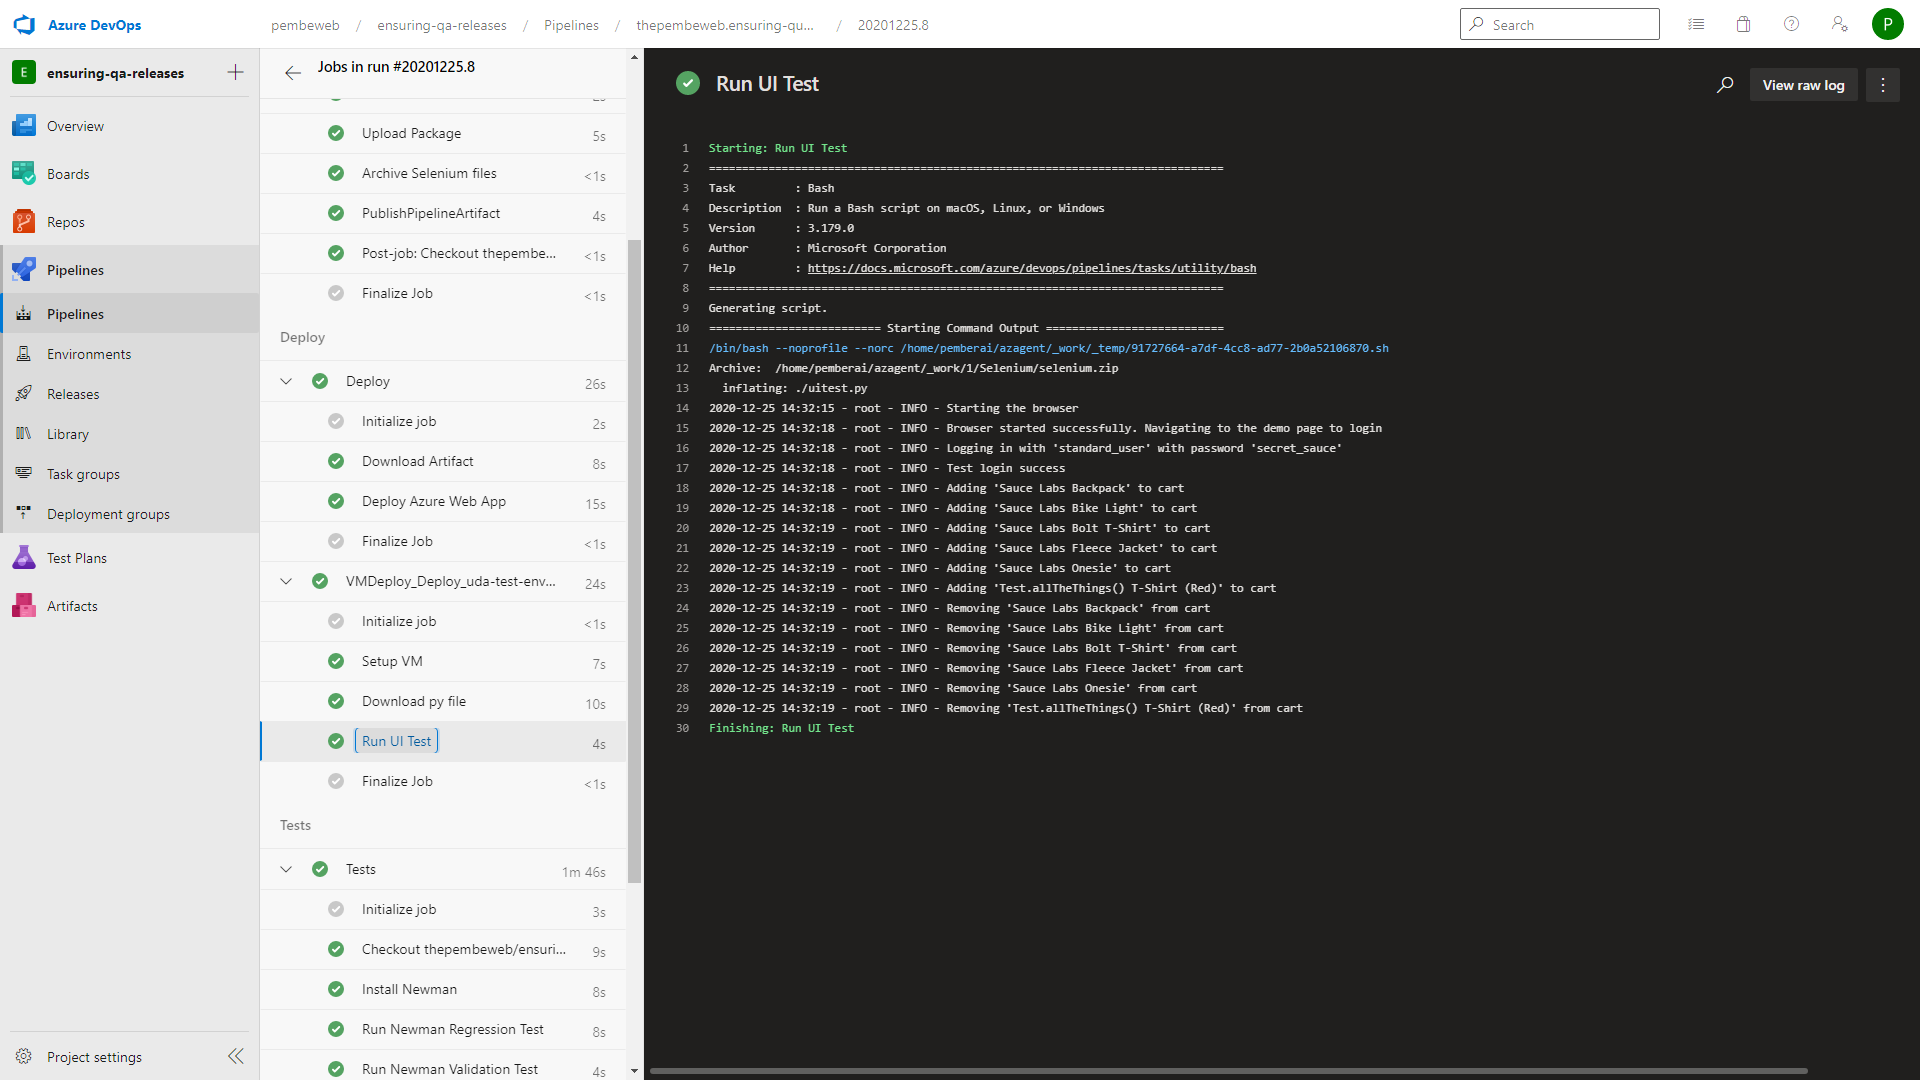 Azure DevOps
pembeweb / ensuring-qa-releases / Pipelines / thepembeweb.ensuring-qu... / 20201225.8
Search
P
E ensuring-qa-releases
Overview
Boards
Repos
Pipelines
Pipelines
Environments
Releases
Library
Task groups
Deployment groups
Test Plans
Artifacts
Project settings
Jobs in run #20201225.8
Upload Package 5s
Archive Selenium files <1s
PublishPipelineArtifact 4s
Post-job: Checkout thepembe... <1s
Finalize Job <1s
Deploy
Deploy 26s
Initialize job 2s
Download Artifact 8s
Deploy Azure Web App 15s
Finalize Job <1s
VMDeploy_Deploy_uda-test-env... 24s
Initialize job <1s
Setup VM 7s
Download py file 10s
Run UI Test 4s
Finalize Job <1s
Tests
Tests 1m 46s
Initialize job 3s
Checkout thepembeweb/ensuri... 9s
Install Newman 8s
Run Newman Regression Test 8s
Run Newman Validation Test 4s
Run UI Test
View raw log
1 Starting: Run UI Test
2 ==============================================================================
3 Task         : Bash
4 Description  : Run a Bash script on macOS, Linux, or Windows
5 Version      : 3.179.0
6 Author       : Microsoft Corporation
7 Help         : https://docs.microsoft.com/azure/devops/pipelines/tasks/utility/bash
8 ==============================================================================
9 Generating script.
10 ========================== Starting Command Output ===========================
11 /bin/bash --noprofile --norc /home/pemberai/azagent/_work/_temp/91727664-a7df-4cc8-ad77-2b0a52106870.sh
12 Archive:  /home/pemberai/azagent/_work/1/Selenium/selenium.zip
13   inflating: ./uitest.py
14 2020-12-25 14:32:15 - root - INFO - Starting the browser
15 2020-12-25 14:32:18 - root - INFO - Browser started successfully. Navigating to the demo page to login
16 2020-12-25 14:32:18 - root - INFO - Logging in with 'standard_user' with password 'secret_sauce'
17 2020-12-25 14:32:18 - root - INFO - Test login success
18 2020-12-25 14:32:18 - root - INFO - Adding 'Sauce Labs Backpack' to cart
19 2020-12-25 14:32:18 - root - INFO - Adding 'Sauce Labs Bike Light' to cart
20 2020-12-25 14:32:19 - root - INFO - Adding 'Sauce Labs Bolt T-Shirt' to cart
21 2020-12-25 14:32:19 - root - INFO - Adding 'Sauce Labs Fleece Jacket' to cart
22 2020-12-25 14:32:19 - root - INFO - Adding 'Sauce Labs Onesie' to cart
23 2020-12-25 14:32:19 - root - INFO - Adding 'Test.allTheThings() T-Shirt (Red)' to cart
24 2020-12-25 14:32:19 - root - INFO - Removing 'Sauce Labs Backpack' from cart
25 2020-12-25 14:32:19 - root - INFO - Removing 'Sauce Labs Bike Light' from cart
26 2020-12-25 14:32:19 - root - INFO - Removing 'Sauce Labs Bolt T-Shirt' from cart
27 2020-12-25 14:32:19 - root - INFO - Removing 'Sauce Labs Fleece Jacket' from cart
28 2020-12-25 14:32:19 - root - INFO - Removing 'Sauce Labs Onesie' from cart
29 2020-12-25 14:32:19 - root - INFO - Removing 'Test.allTheThings() T-Shirt (Red)' from cart
30 Finishing: Run UI Test